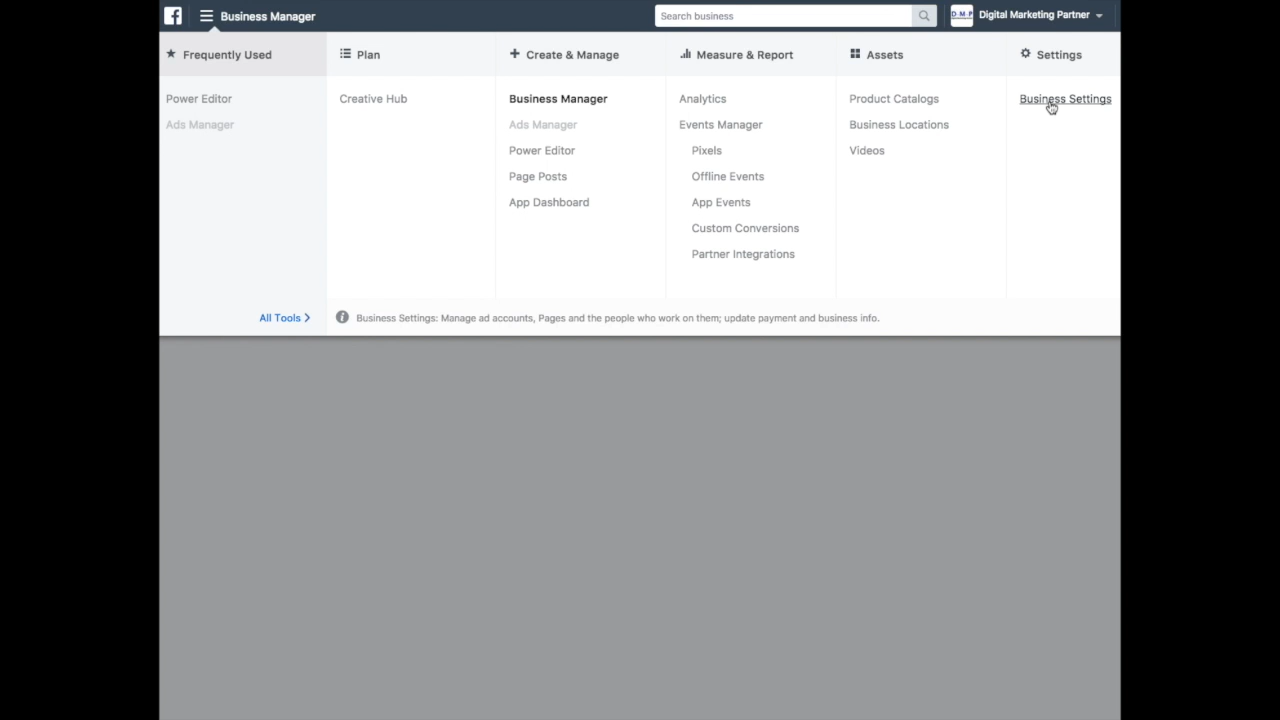 Business Manager
Search business
D M P
Digital Marketing Partner
Frequently Used
Power Editor
Ads Manager
All Tools
Plan
Creative Hub
Create & Manage
Business Manager
Ads Manager
Power Editor
Page Posts
App Dashboard
Measure & Report
Analytics
Events Manager
Pixels
Offline Events
App Events
Custom Conversions
Partner Integrations
Assets
Product Catalogs
Business Locations
Videos
Settings
Business Settings
Business Settings: Manage ad accounts, Pages and the people who work on them; update payment and business info.